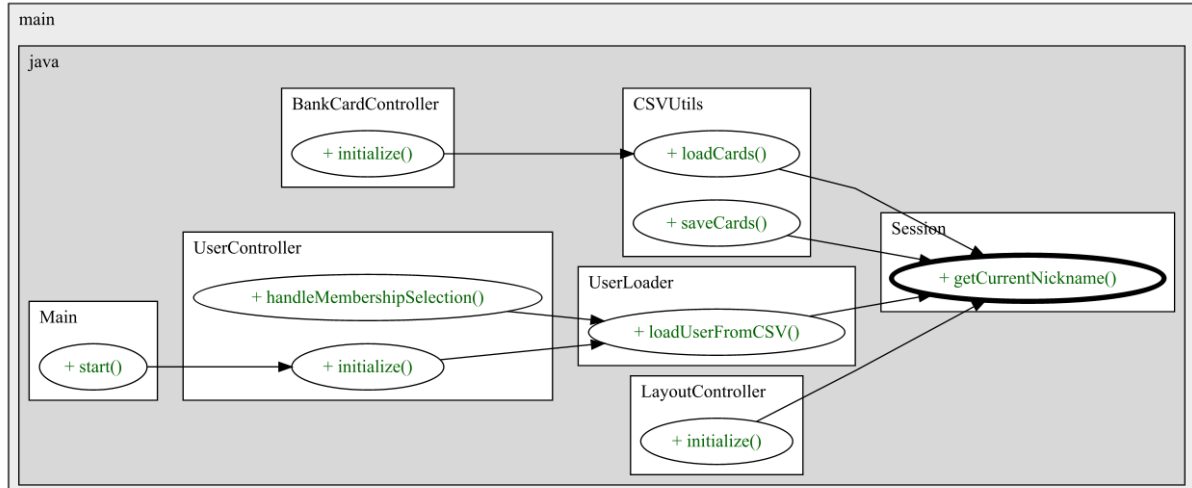 main
java
BankCardController
+ initialize()
CSVUtils
+ loadCards()
+ saveCards()
Session
+ getCurrentNickname()
UserController
+ handleMembershipSelection()
+ initialize()
UserLoader
+ loadUserFromCSV()
Main
+ start()
LayoutController
+ initialize()